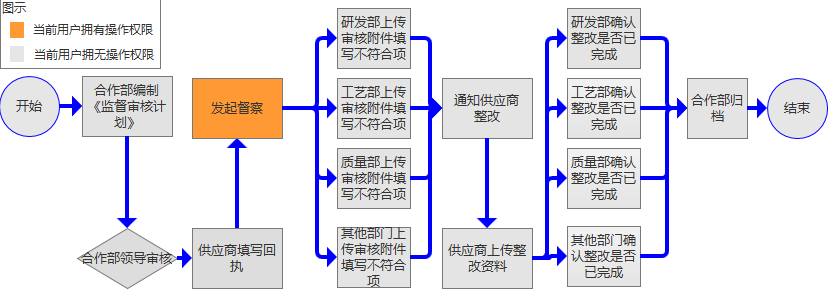 图示
当前用户拥有操作权限
当前用户拥无操作权限
开始
合作部编制
《监督审核计
划》
合作部领导审核
供应商填写回
执
发起督察
研发部上传
审核附件填
写不符合项
工艺部上传
审核附件填
写不符合项
质量部上传
审核附件填
写不符合项
其他部门上
传审核附件
填写不符合
项
通知供应商
整改
供应商上传整
改资料
研发部确认
整改是否已
完成
工艺部确认
整改是否已
完成
质量部确认
整改是否已
完成
其他部门确
认整改是否
已完成
合作部归
档
结束